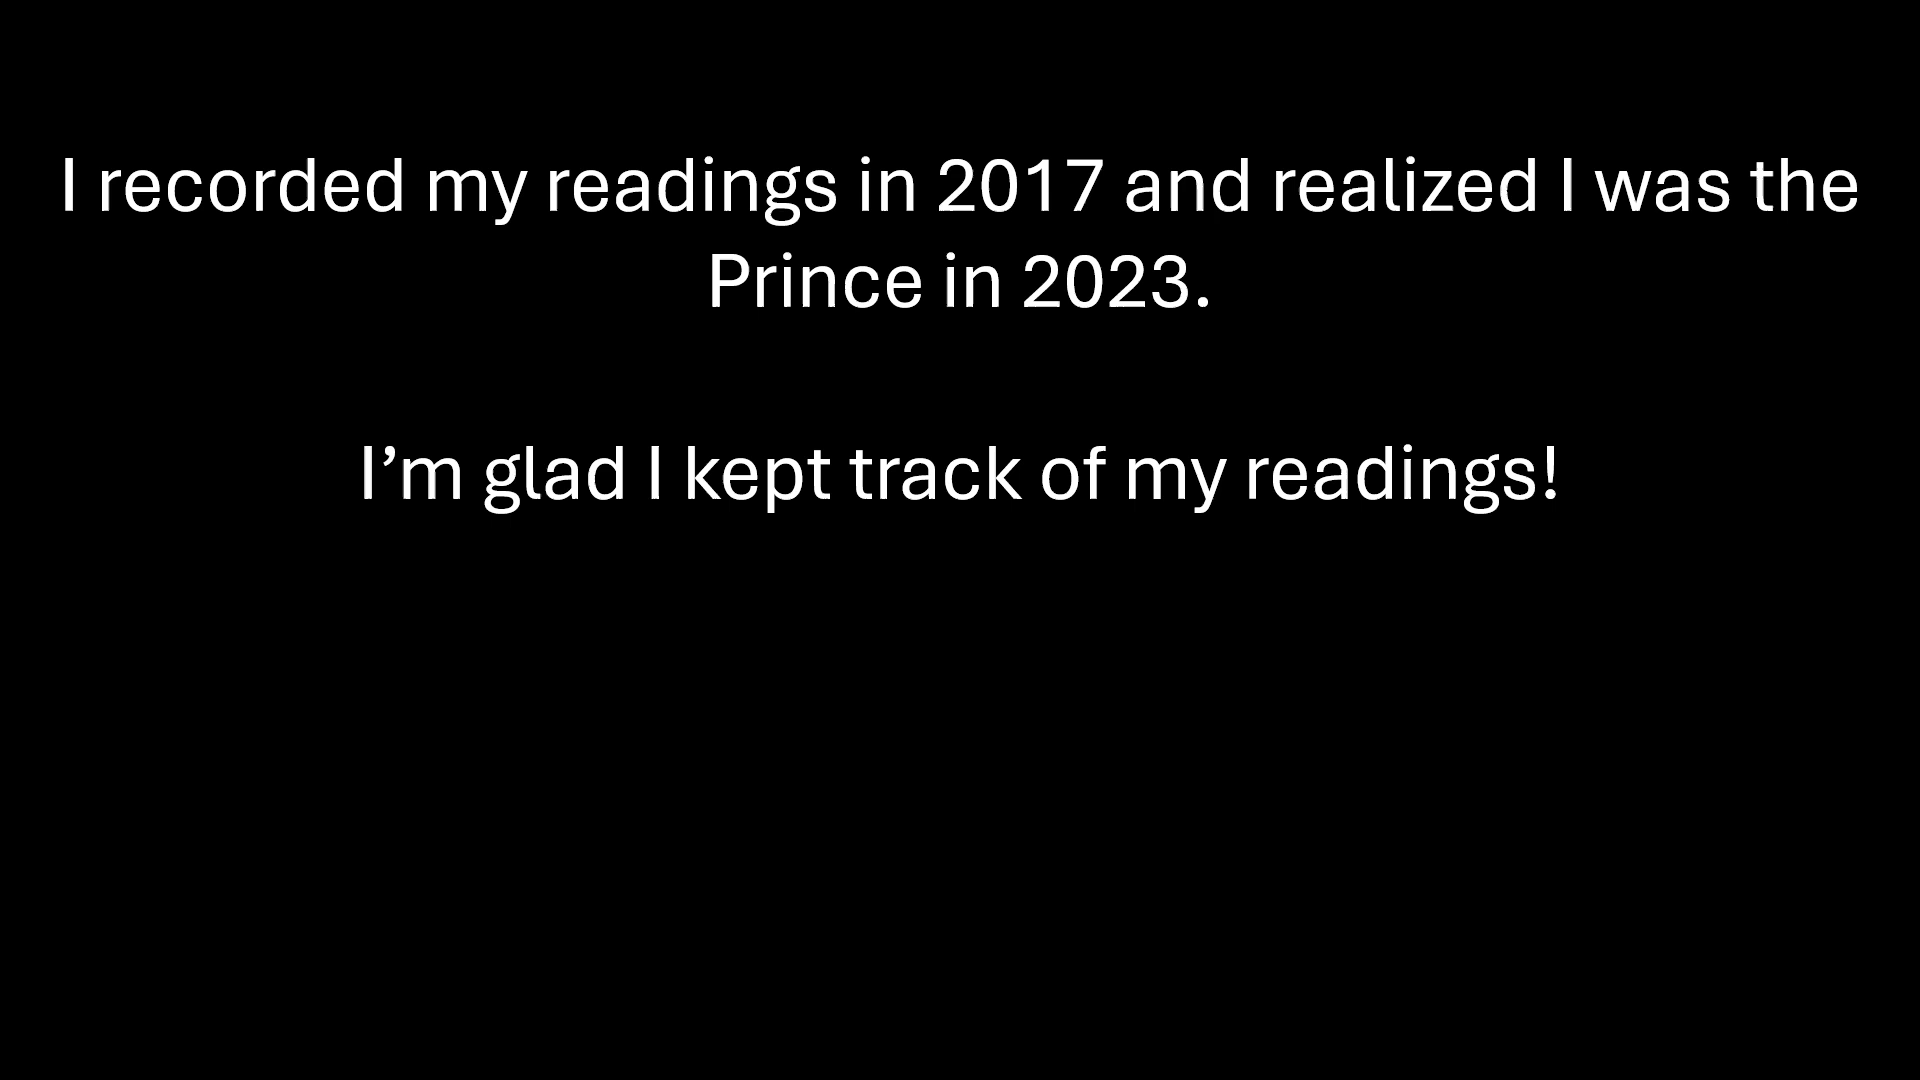 I recorded my readings in 2017 and realized I was the
Prince in 2023.
I’m glad I kept track of my readings!